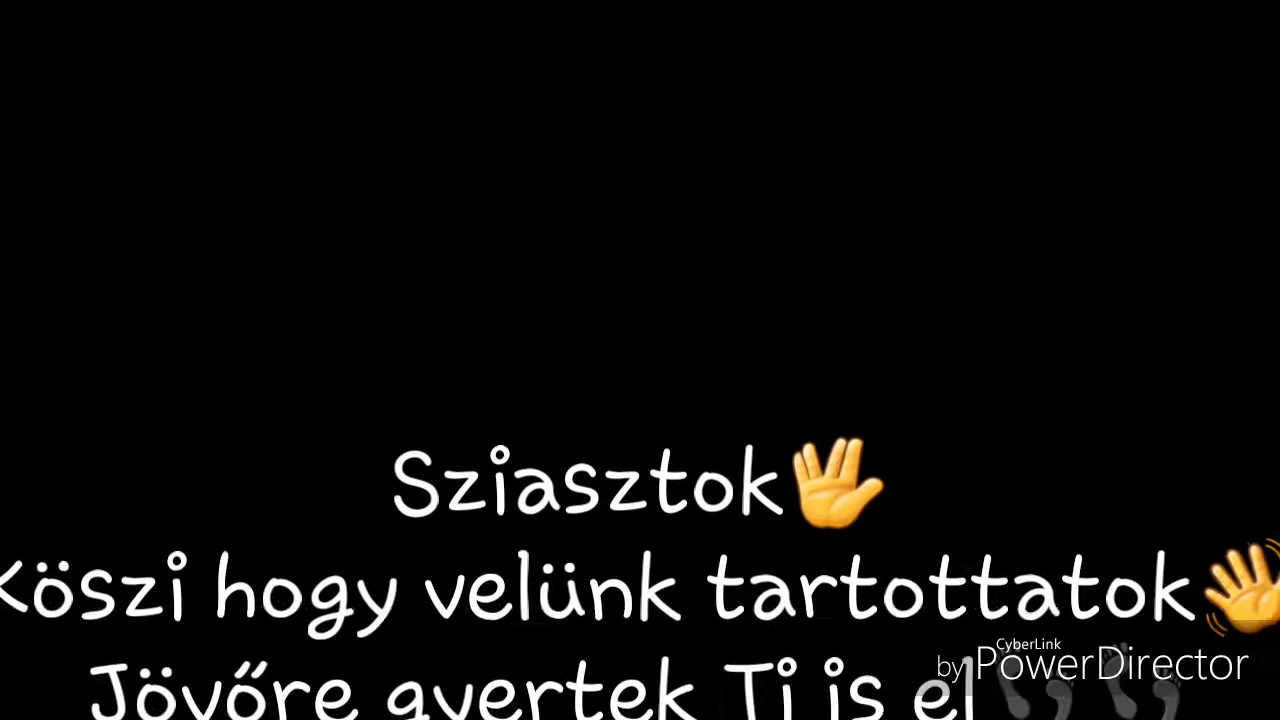 Sziasztok🖖
Köszi hogy velünk tartottatok👋
Jövőre gyertek Ti is el👣👣
CyberLink
by PowerDirector